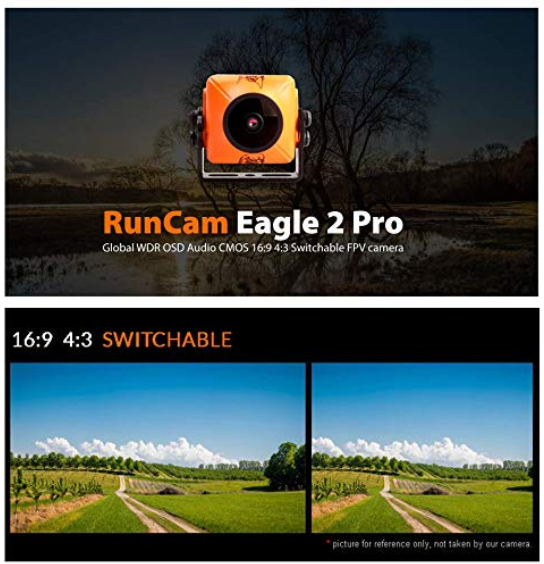 RunCam Eagle 2 Pro
Global WDR OSD Audio CMOS 16:9 4:3 Switchable FPV camera
16:9 4:3 SWITCHABLE
* picture for reference only, not taken by our camera.